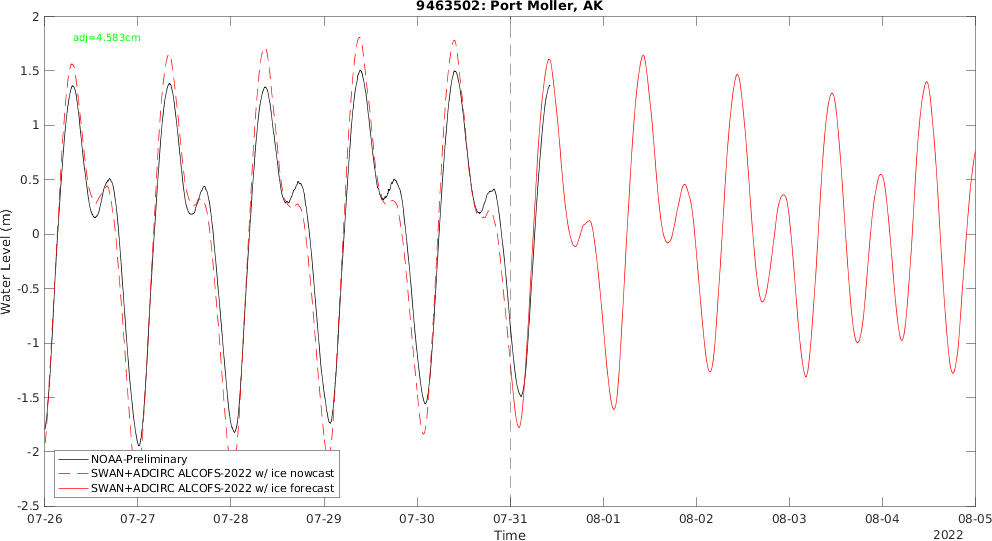 9463502: Port Moller, AK
adj=4.583cm
2
1.5
1
0.5
0
-0.5
-1
-1.5
-2
-2.5
Water Level (m)
NOAA-Preliminary
SWAN+ADCIRC ALCOFS-2022 w/ ice nowcast
SWAN+ADCIRC ALCOFS-2022 w/ ice forecast
07-26 07-27 07-28 07-29 07-30 07-31 08-01 08-02 08-03 08-04 08-05
Time
2022